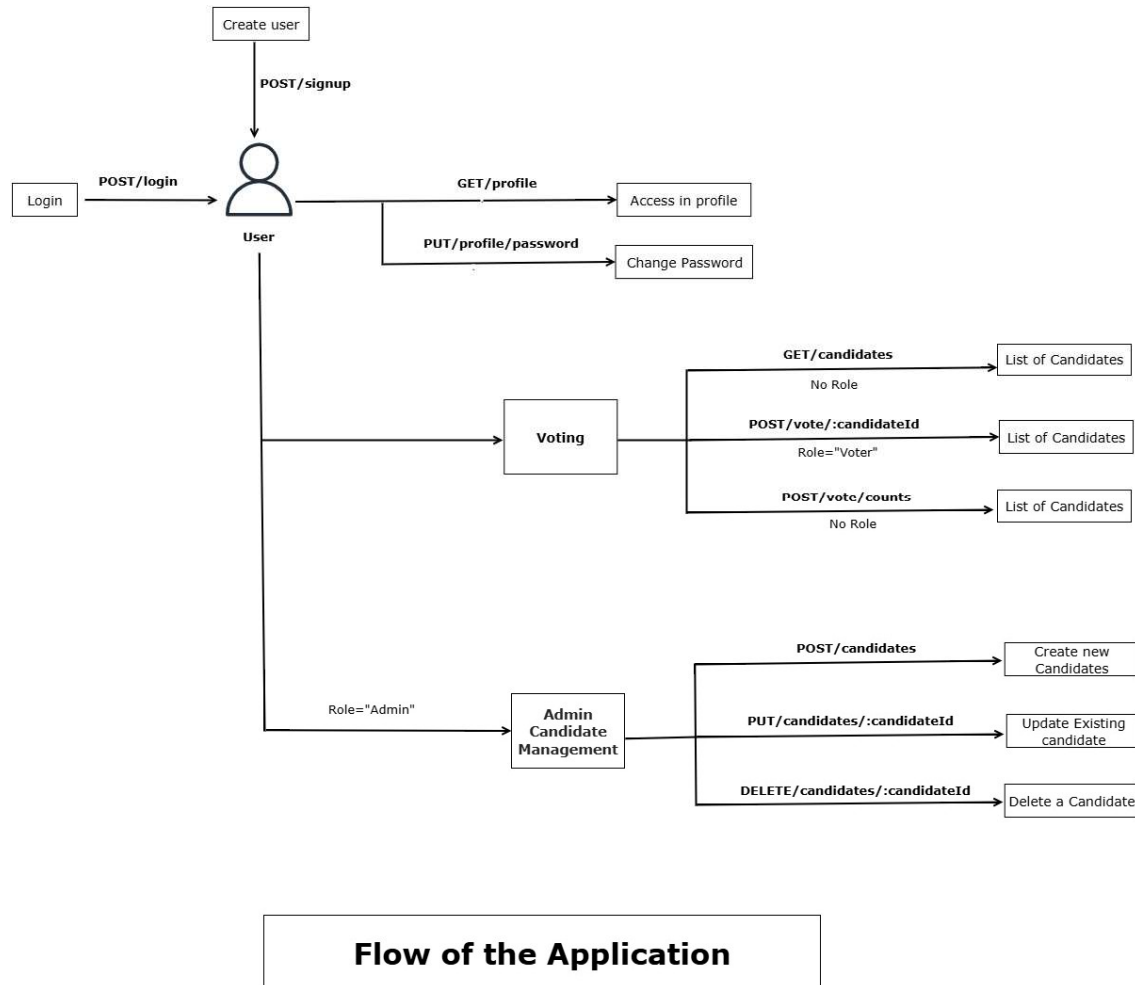 Create user
POST/signup
POST/login
Login
User
GET/profile
Access in profile
PUT/profile/password
Change Password
GET/candidates
No Role
List of Candidates
Voting
POST/vote/:candidateId
Role="Voter"
List of Candidates
POST/vote/counts
No Role
List of Candidates
Role="Admin"
Admin
Candidate
Management
POST/candidates
Create new
Candidates
PUT/candidates/:candidateId
Update Existing
candidate
DELETE/candidates/:candidateId
Delete a Candidate
Flow of the Application